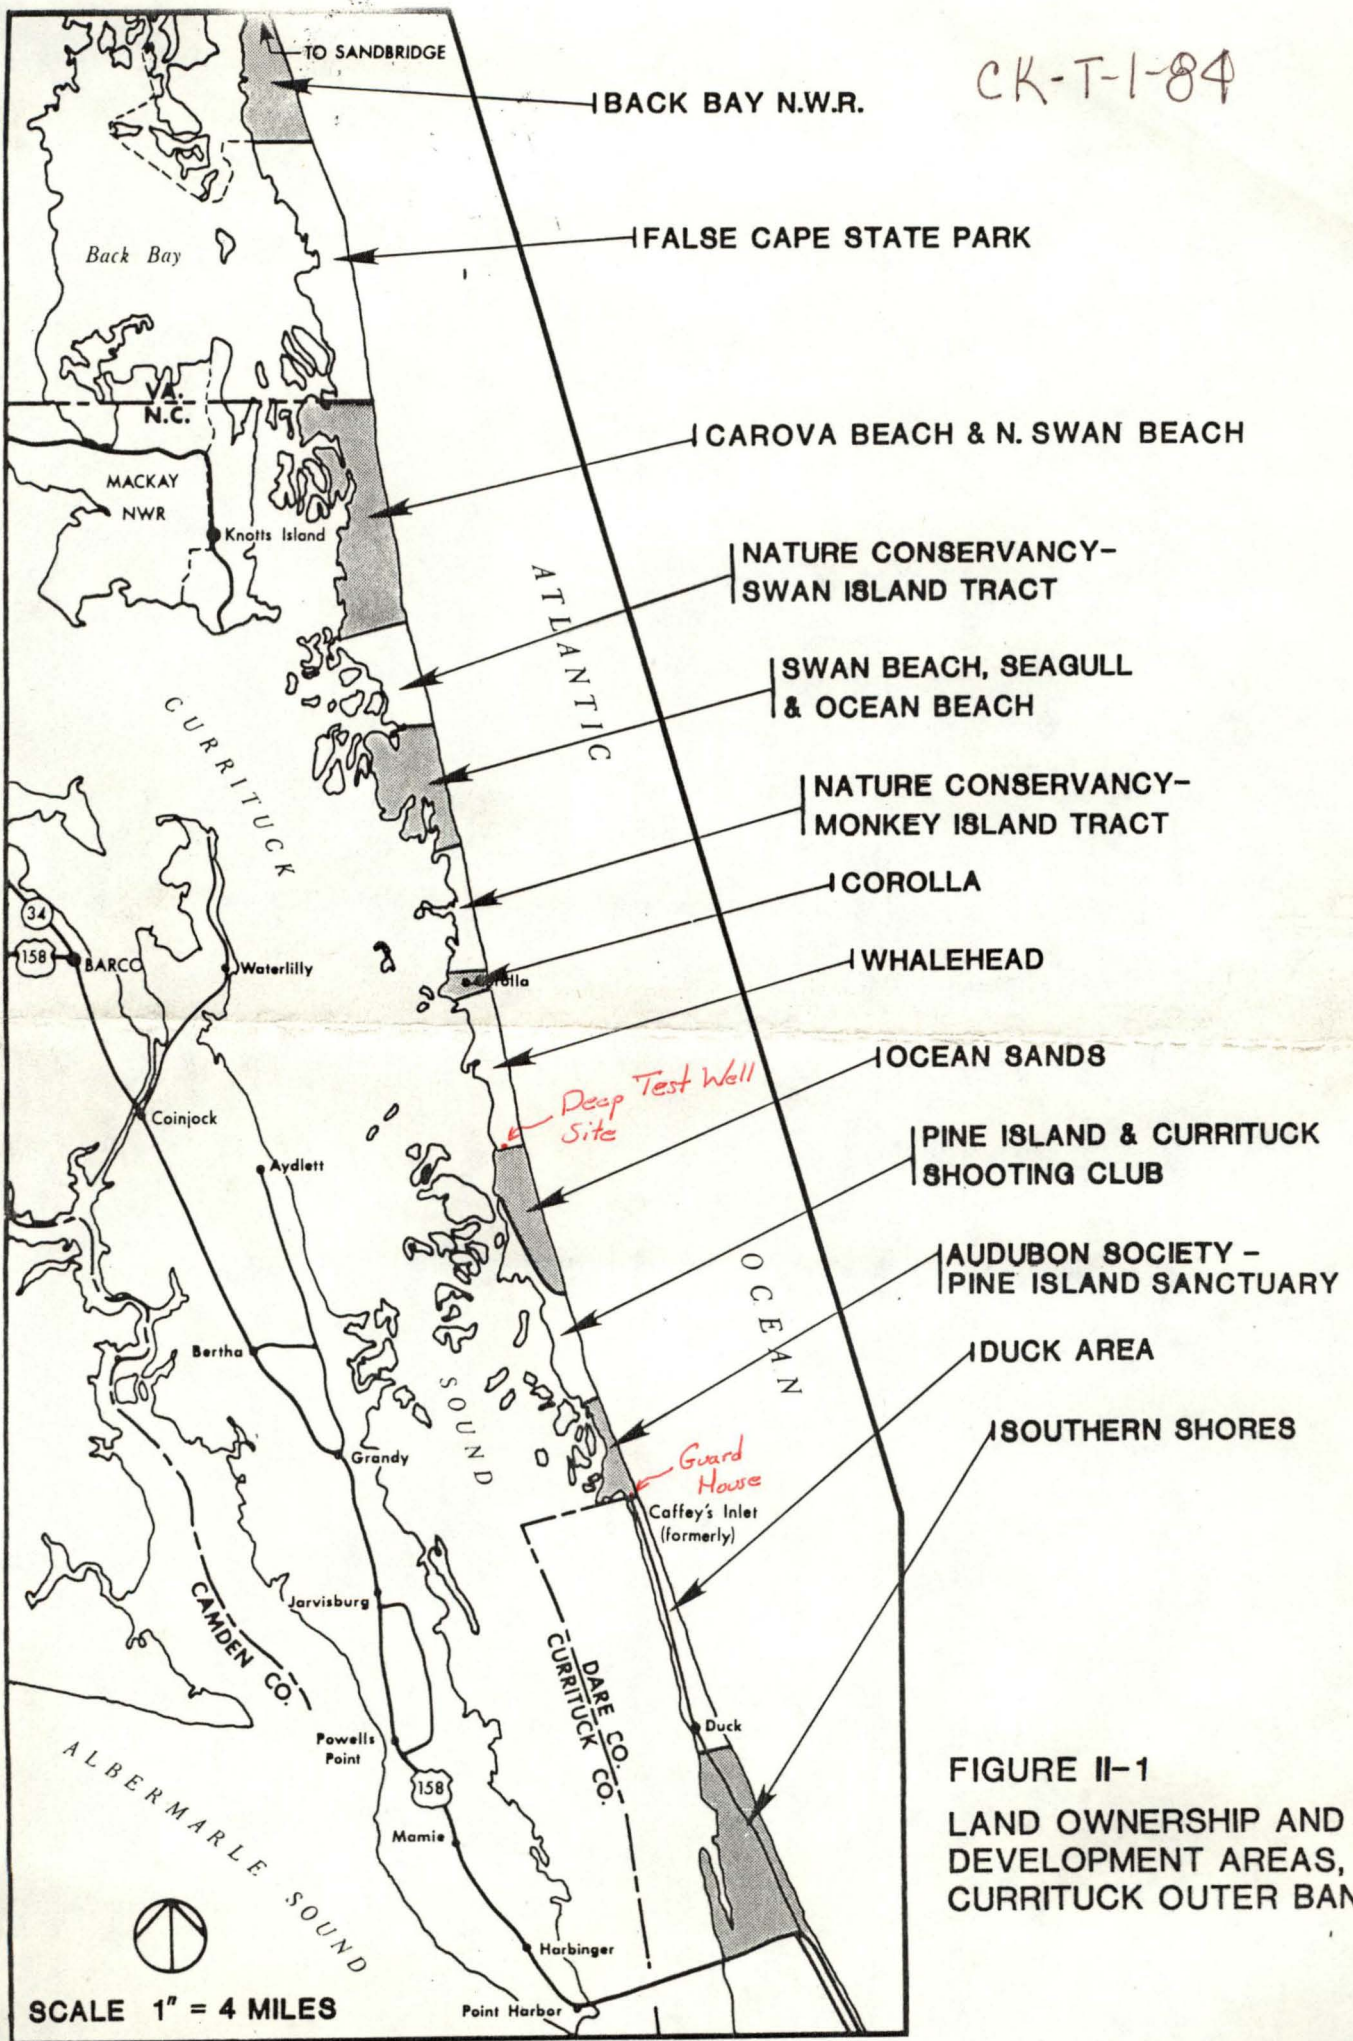 CK-T-1-84
TO SANDBRIDGE
BACK BAY N.W.R.
FALSE CAPE STATE PARK
Back Bay
VA.
N.C.
CAROVA BEACH & N. SWAN BEACH
MACKAY
NWR
Knotts Island
NATURE CONSERVANCY-
SWAN ISLAND TRACT
ATLANTIC
SWAN BEACH, SEAGULL
& OCEAN BEACH
CURRITUCK
NATURE CONSERVANCY-
MONKEY ISLAND TRACT
COROLLA
34
158
BARCO
Waterlilly
Corolla
WHALEHEAD
OCEAN SANDS
Deep Test Well
Site
Coinjock
PINE ISLAND & CURRITUCK
SHOOTING CLUB
Aydlett
AUDUBON SOCIETY -
PINE ISLAND SANCTUARY
OCEAN
Bertha
DUCK AREA
SOUND
SOUTHERN SHORES
Grandy
Guard
House
Caffey's Inlet
(formerly)
Jarvisburg
CAMDEN CO.
DARE CO.
CURRITUCK CO.
Duck
Powells
Point
158
ALBERMARLE SOUND
Mamie
FIGURE II-1
LAND OWNERSHIP AND
DEVELOPMENT AREAS,
CURRITUCK OUTER BAN
Harbinger
SCALE 1" = 4 MILES
Point Harbor